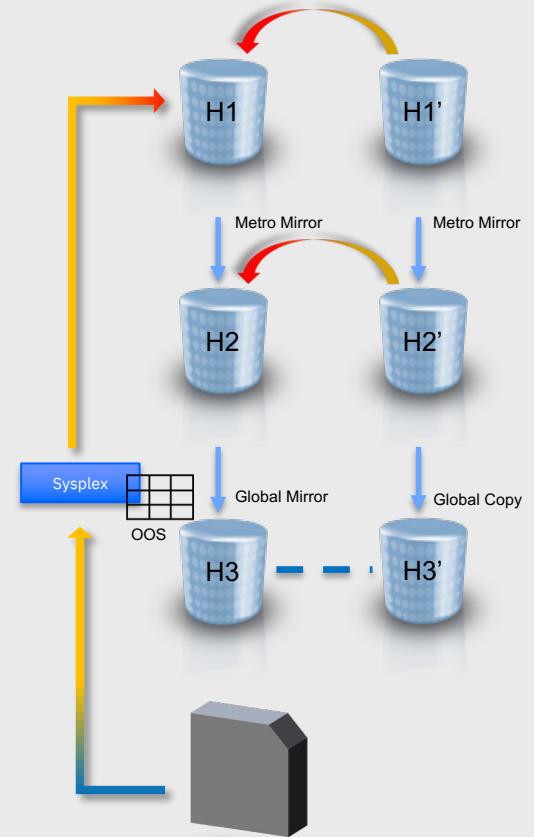 H1
H1’
Metro Mirror
Metro Mirror
H2
H2’
Sysplex
OOS
Global Mirror
Global Copy
H3
H3’